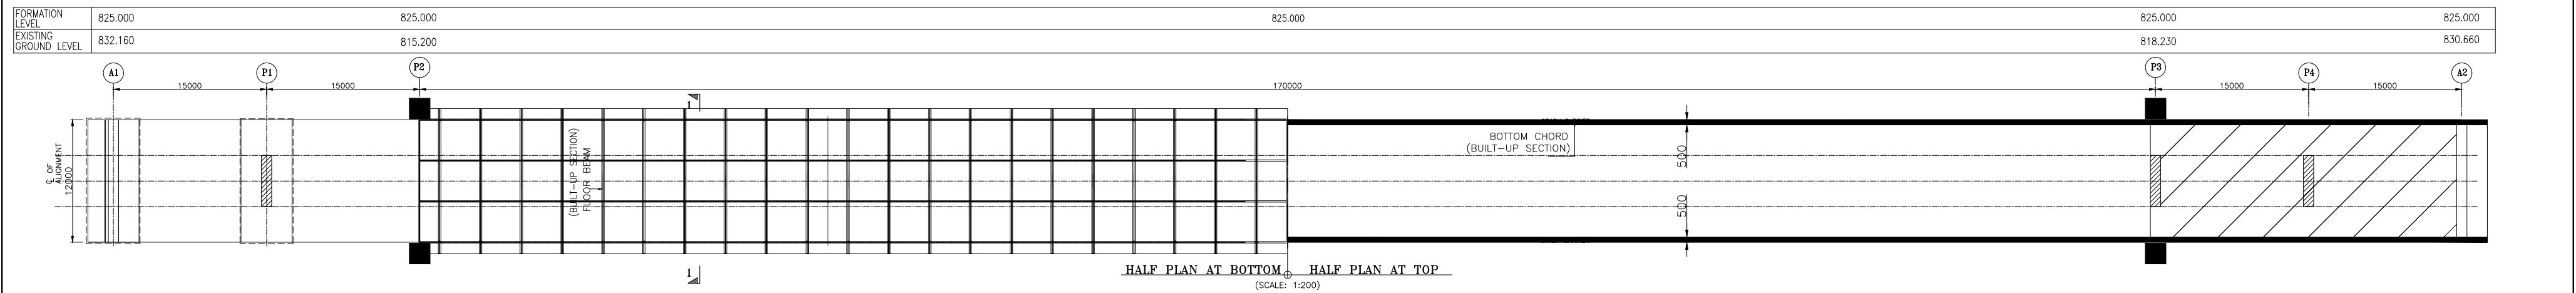 FORMATION
LEVEL
825.000 825.000 825.000 825.000 825.000
EXISTING
GROUND LEVEL
832.160 815.200 818.230 830.660
A1 P1 P2 P3 P4 A2
15000 15000 170000 15000 15000
1
BOTTOM CHORD
(BUILT-UP SECTION)
500
(BUILT-UP SECTION)
FLOOR BEAM
℄ OF
ALIGNMENT
12000
500
1
HALF PLAN AT BOTTOM HALF PLAN AT TOP
(SCALE: 1:200)